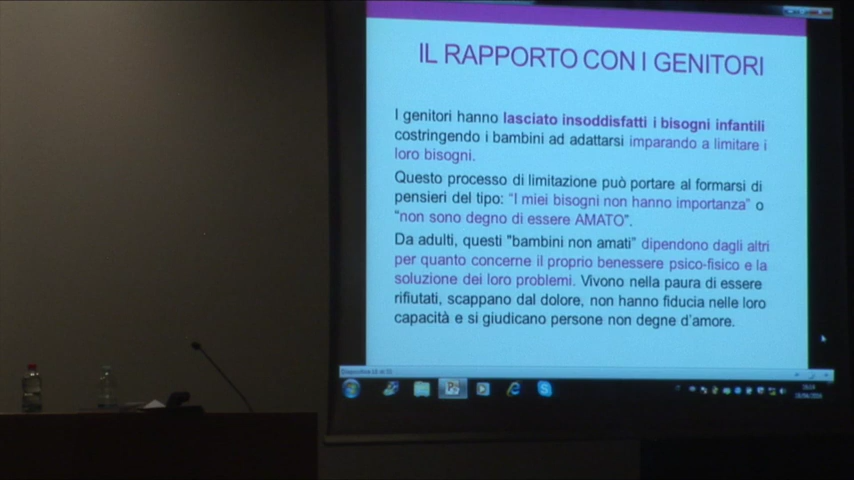 IL RAPPORTO CON I GENITORI
I genitori hanno lasciato insoddisfatti i bisogni infantili
costringendo i bambini ad adattarsi imparando a limitare i
loro bisogni.
Questo processo di limitazione può portare al formarsi di
pensieri del tipo: "I miei bisogni non hanno importanza" o
"non sono degno di essere AMATO".
Da adulti, questi "bambini non amati" dipendono dagli altri
per quanto concerne il proprio benessere psico-fisico e la
soluzione dei loro problemi. Vivono nella paura di essere
rifiutati, scappano dal dolore, non hanno fiducia nelle loro
capacità e si giudicano persone non degne d'amore.